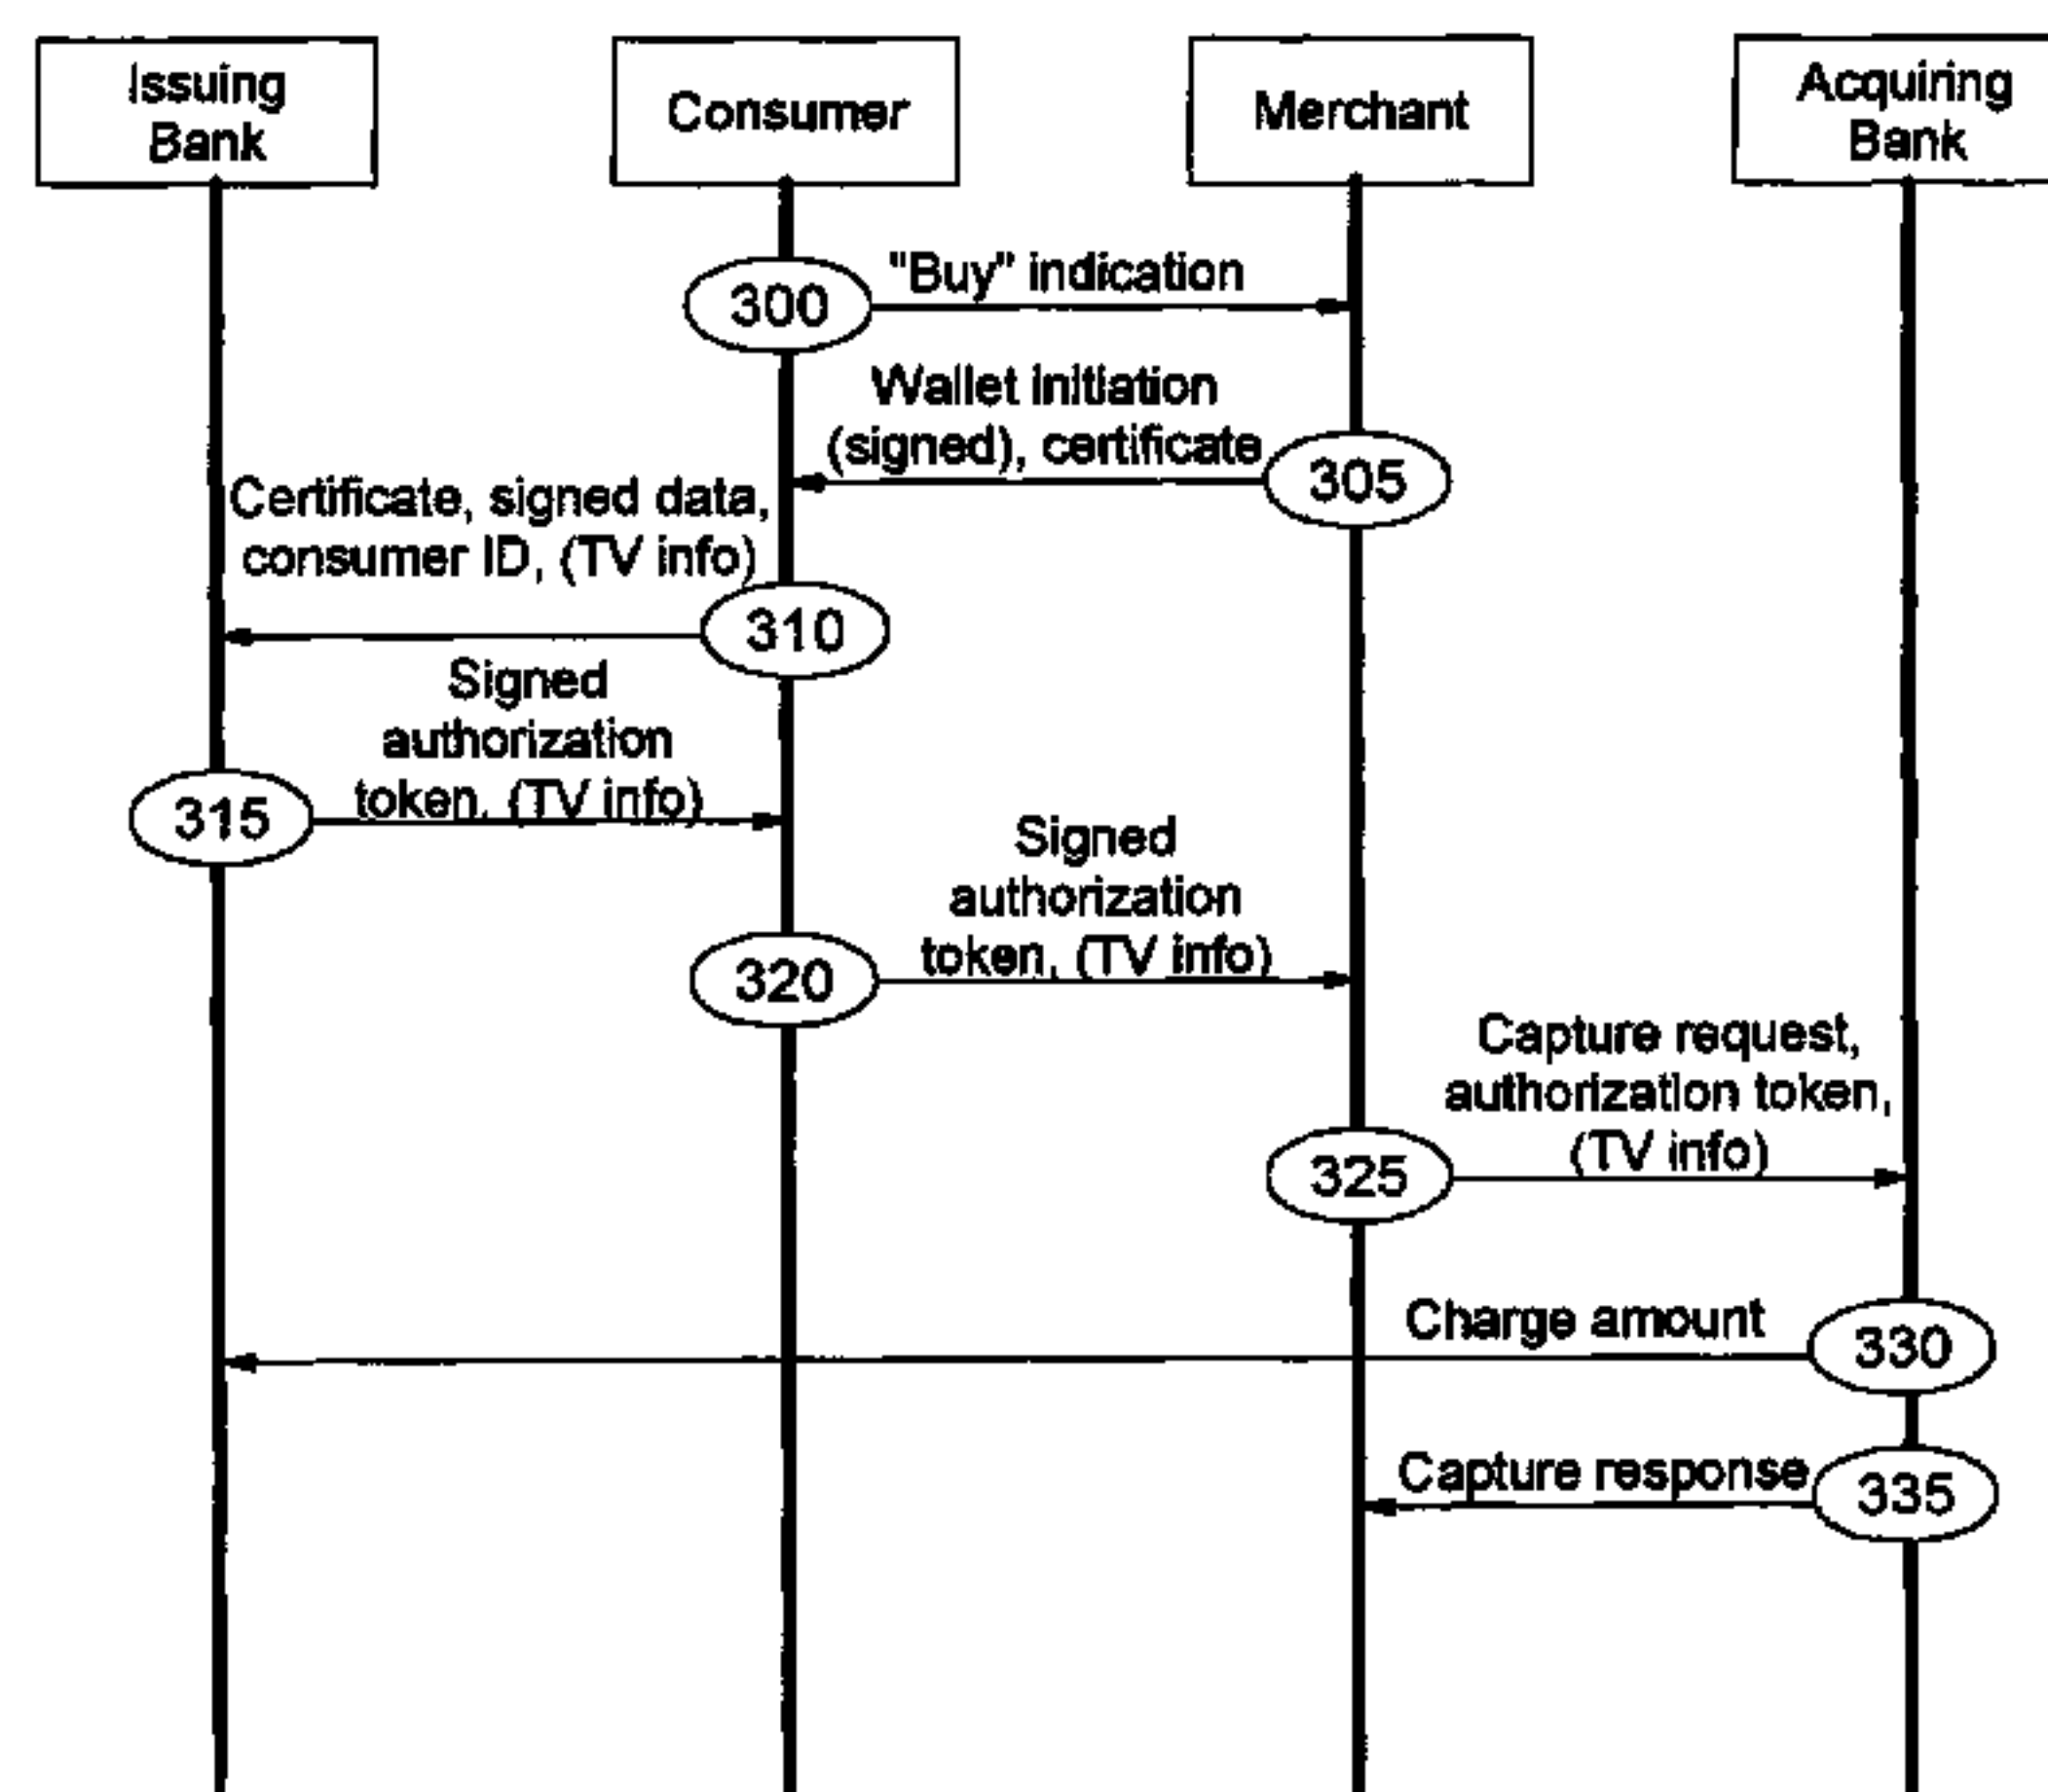 Issuing
Bank
Consumer
Merchant
Acquiring
Bank
"Buy" indication
300
Wallet initiation
(signed), certificate
305
Certificate, signed data,
consumer ID, (TV info)
310
Signed
authorization
token, (TV info)
315
Signed
authorization
token, (TV info)
320
Capture request,
authorization token,
(TV info)
325
Charge amount
330
Capture response
335